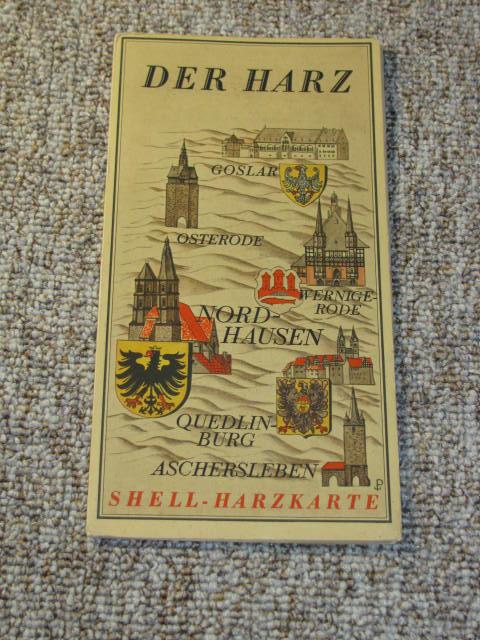 DER HARZ
GOSLAR
OSTERODE
WERNIGE-
RODE
NORD-
HAUSEN
QUEDLIN-
BURG
ASCHERSLEBEN
SHELL-HARZKARTE